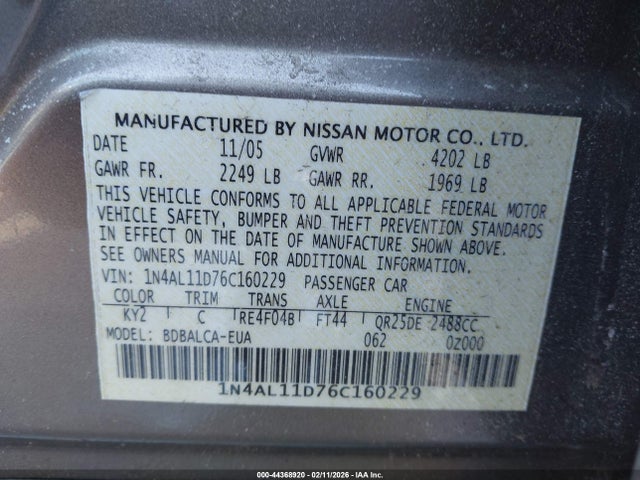 MANUFACTURED BY NISSAN MOTOR CO., LTD.
DATE 11/05 GVWR 4202 LB
GAWR FR. 2249 LB GAWR RR. 1969 LB
THIS VEHICLE CONFORMS TO ALL APPLICABLE FEDERAL MOTOR
VEHICLE SAFETY, BUMPER AND THEFT PREVENTION STANDARDS
IN EFFECT ON THE DATE OF MANUFACTURE SHOWN ABOVE.
SEE OWNERS MANUAL FOR ADDITIONAL INFORMATION.
VIN: 1N4AL11D76C160229 PASSENGER CAR
COLOR TRIM TRANS AXLE ENGINE
KY2 C RE4F04B FT44 QR25DE 2488CC
MODEL: BDBALCA-EUA 062 0Z000
1N4AL11D76C160229
000-44368920 - 02/11/2026 - IAA Inc.